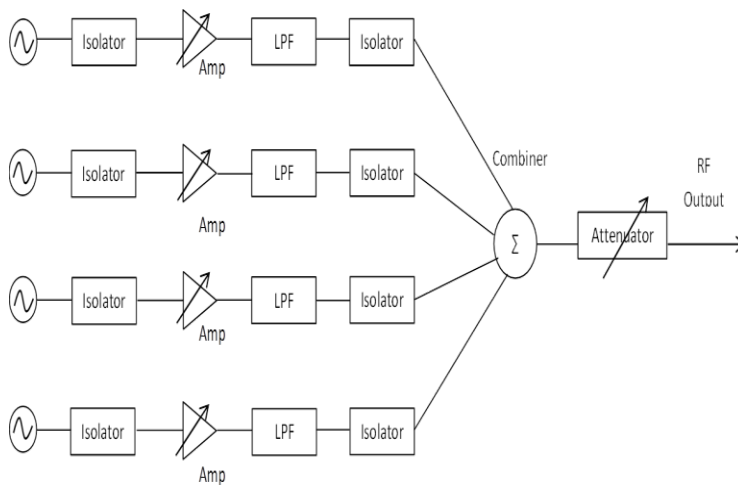 Isolator
Amp
LPF
Isolator
Isolator
Amp
LPF
Isolator
Isolator
Amp
LPF
Isolator
Isolator
Amp
LPF
Isolator
Combiner
Σ
Attenuator
RF
Output